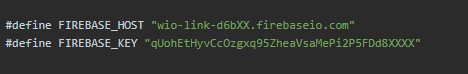 #define FIREBASE_HOST "wio-link-d6bXX.firebaseio.com"
#define FIREBASE_KEY "qUohEtHyvCcOzgxq95ZheaVsaMePi2P5FDd8XXXX"